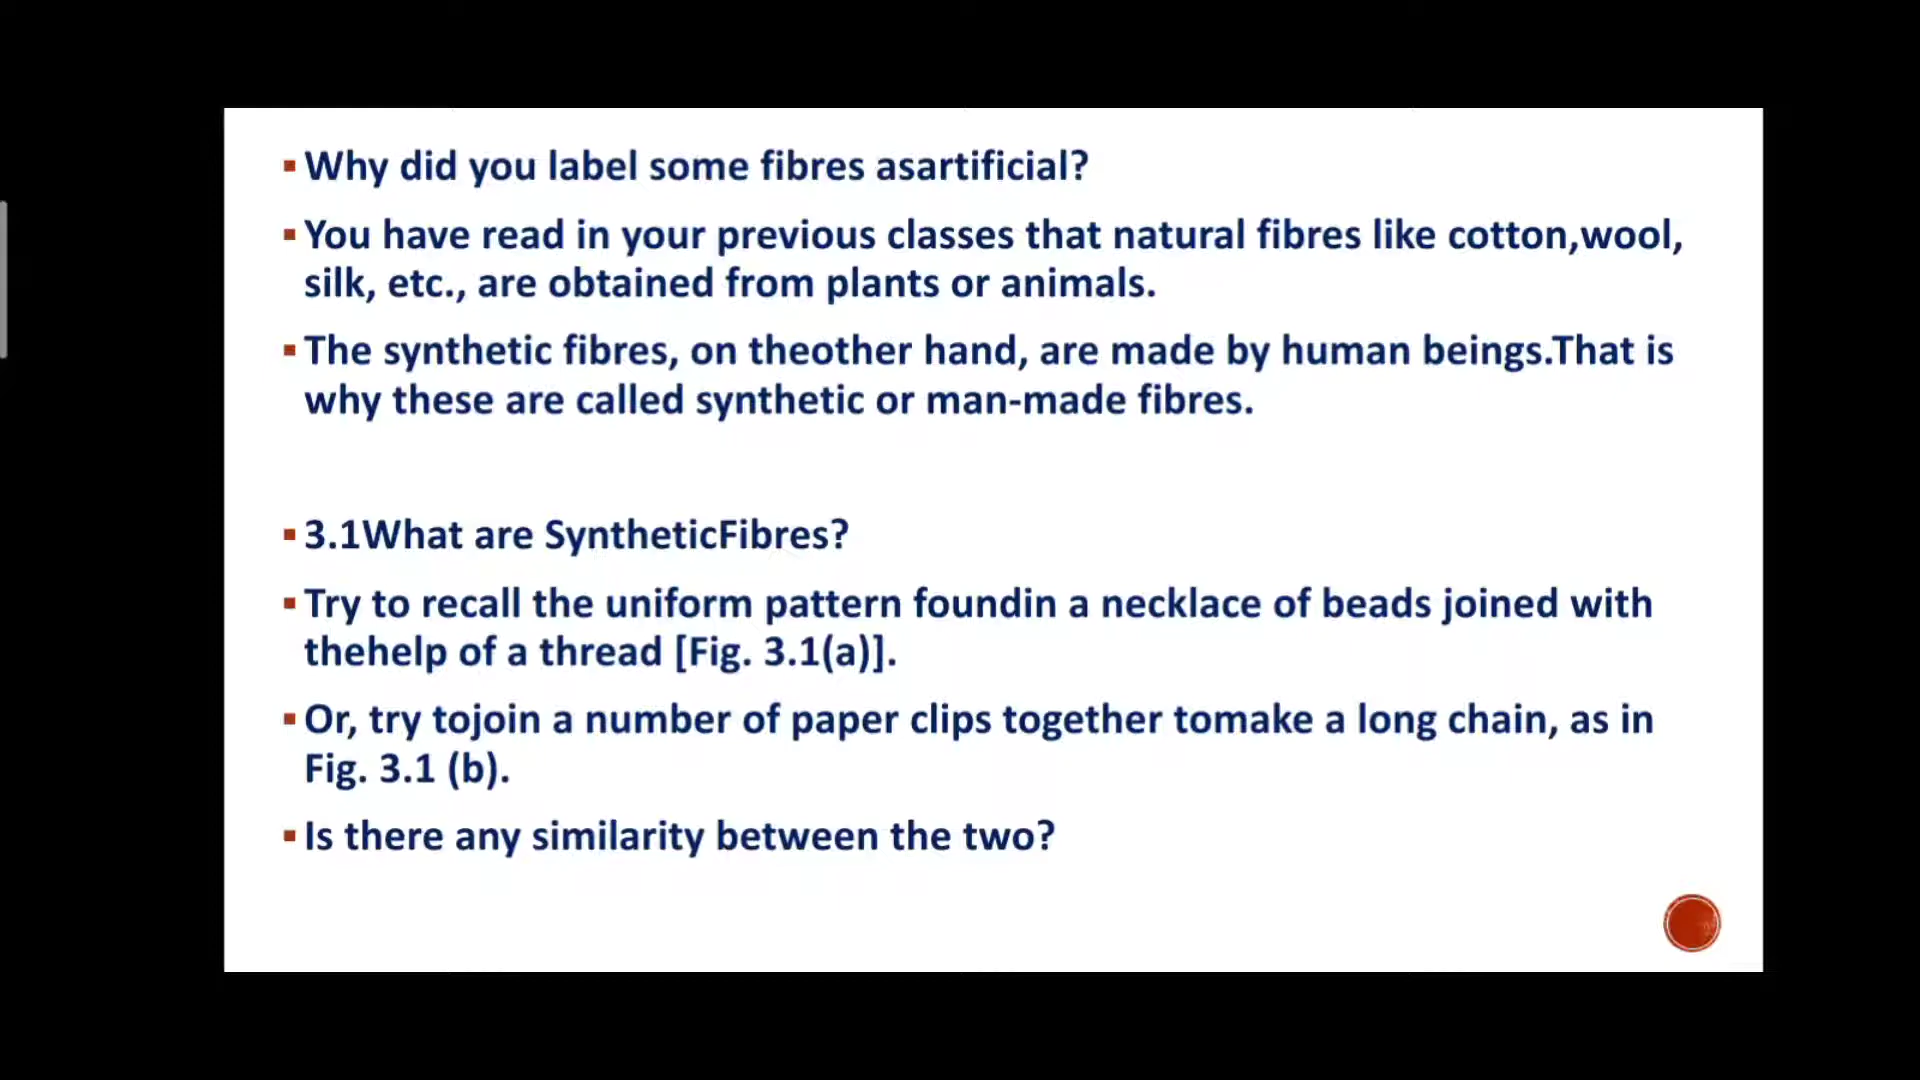 Why did you label some fibres asartificial?
You have read in your previous classes that natural fibres like cotton,wool,
silk, etc., are obtained from plants or animals.
The synthetic fibres, on theother hand, are made by human beings.That is
why these are called synthetic or man-made fibres.
3.1What are SyntheticFibres?
Try to recall the uniform pattern foundin a necklace of beads joined with
thehelp of a thread [Fig. 3.1(a)].
Or, try tojoin a number of paper clips together tomake a long chain, as in
Fig. 3.1 (b).
Is there any similarity between the two?